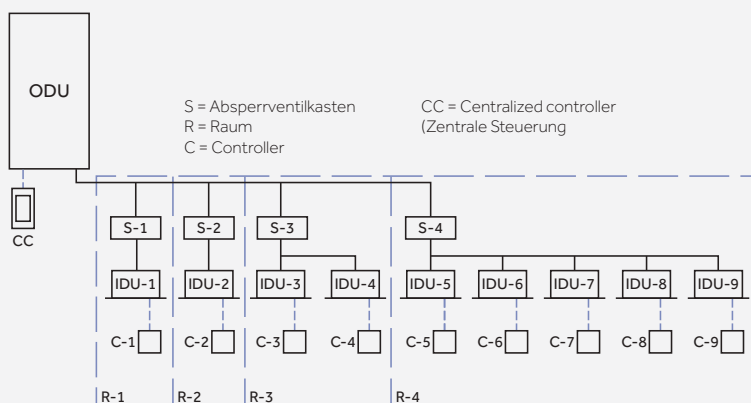 ODU
S = Absperrventilkasten
R = Raum
C = Controller
CC = Centralized controller
(Zentrale Steuerung
CC
S-1 S-2 S-3 S-4
IDU-1 IDU-2 IDU-3 IDU-4 IDU-5 IDU-6 IDU-7 IDU-8 IDU-9
C-1 C-2 C-3 C-4 C-5 C-6 C-7 C-8 C-9
R-1 R-2 R-3 R-4